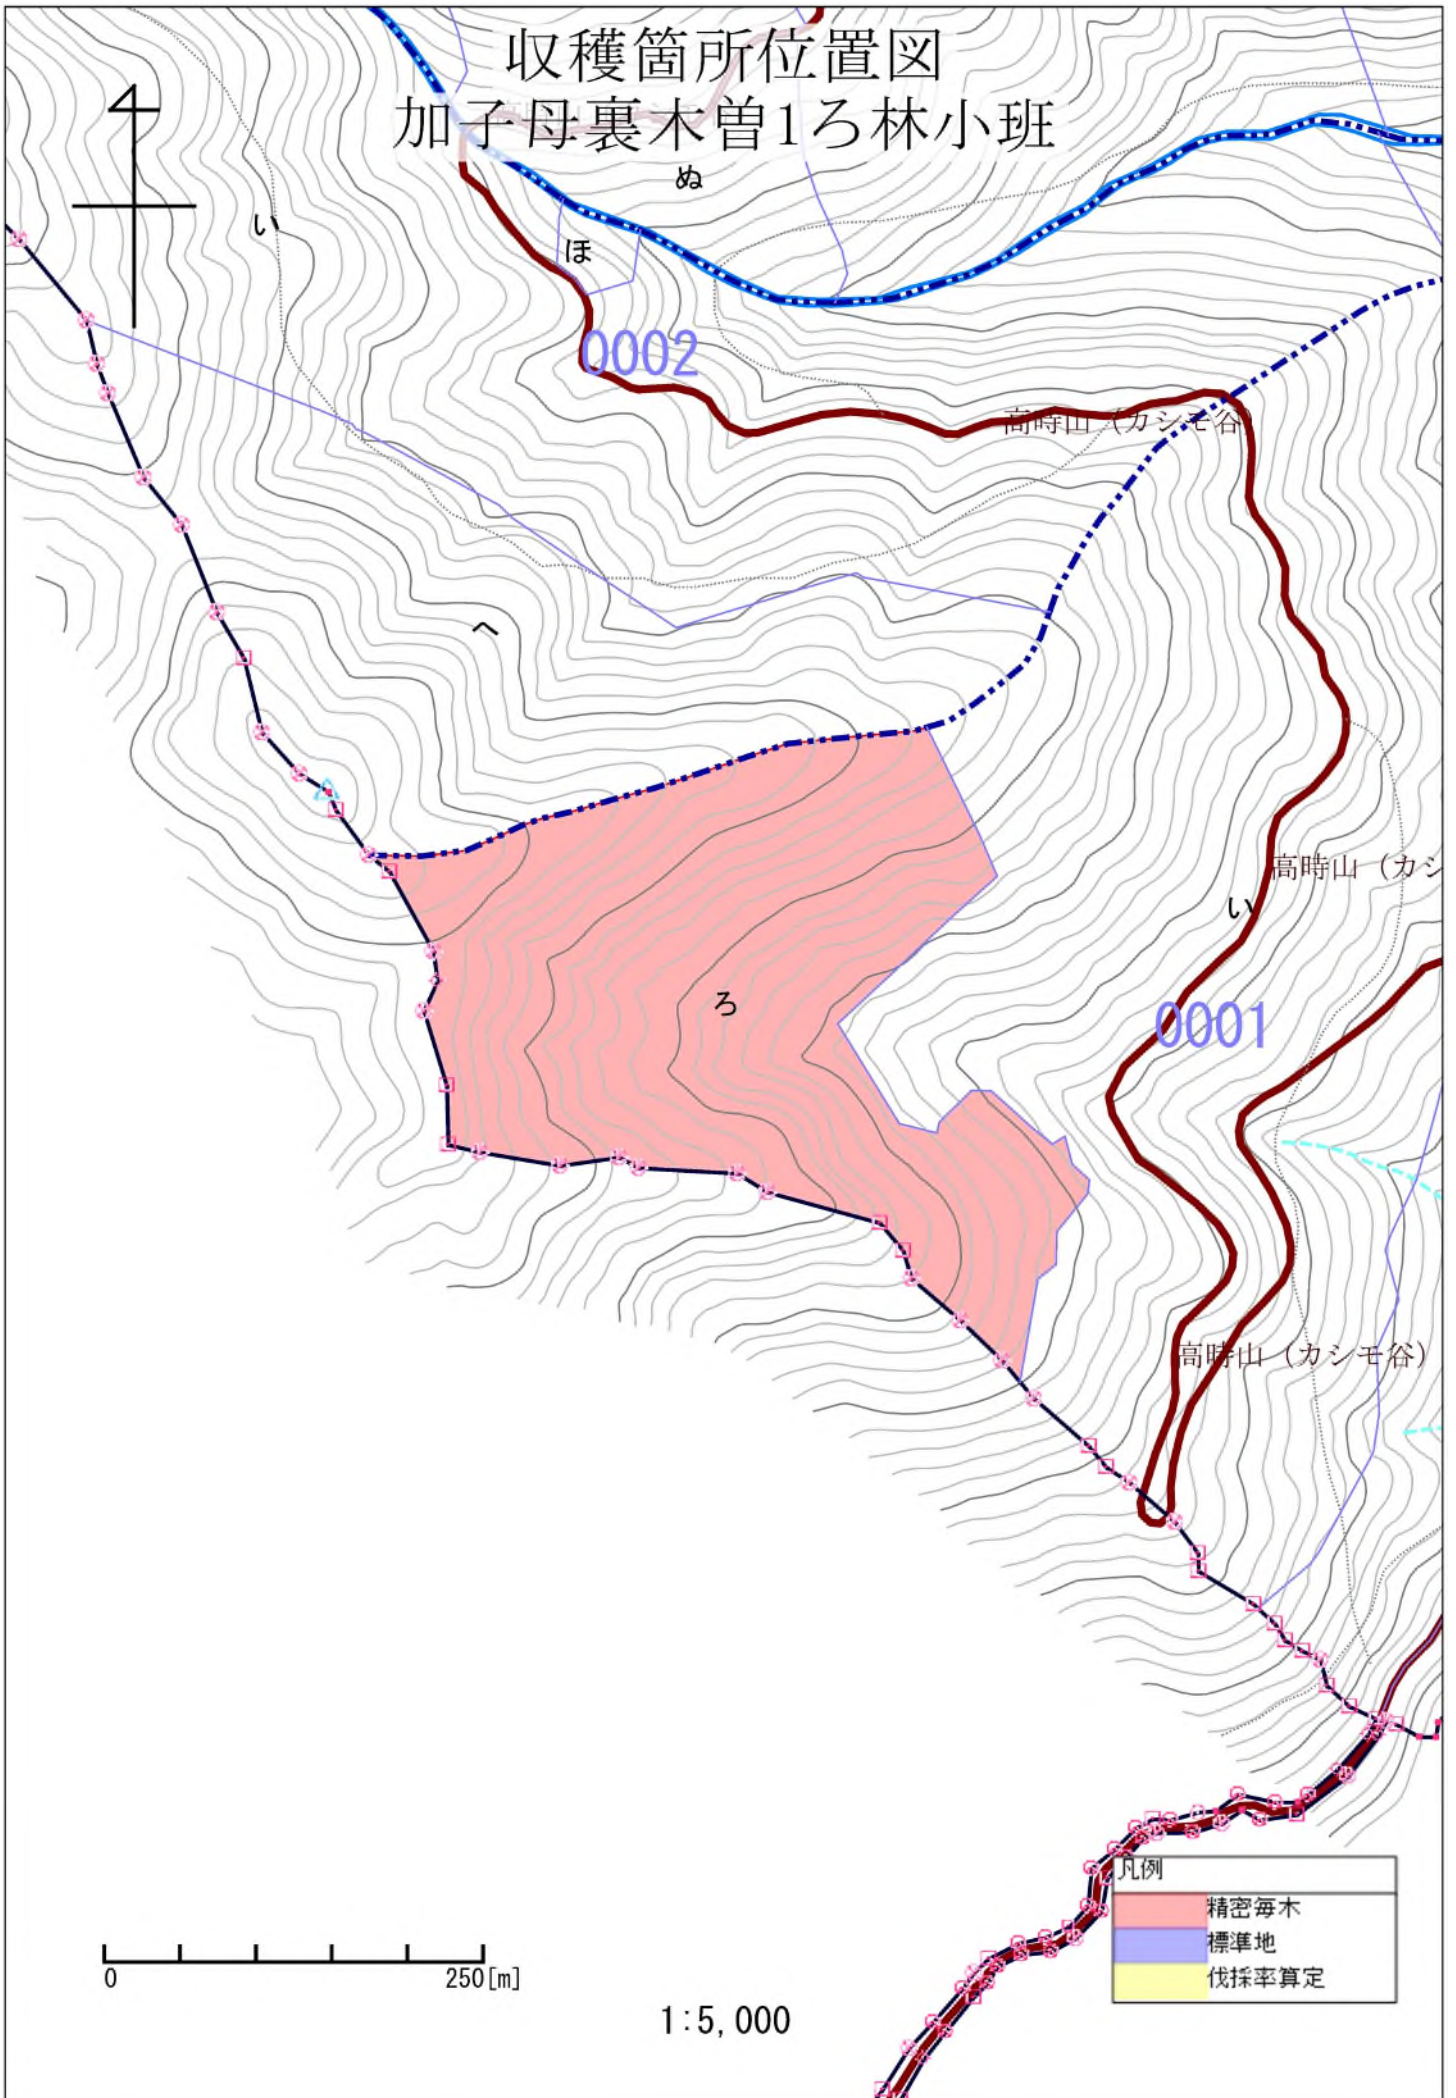 収穫箇所位置図
加子母裏木曽1ろ林小班
ぬ
い
ほ
0002
高時山（カシモ谷）
へ
高時山（カシ
い
ろ
0001
高時山（カシモ谷）
凡例
精密毎木
標準地
伐採率算定
0 250[m]
1:5,000